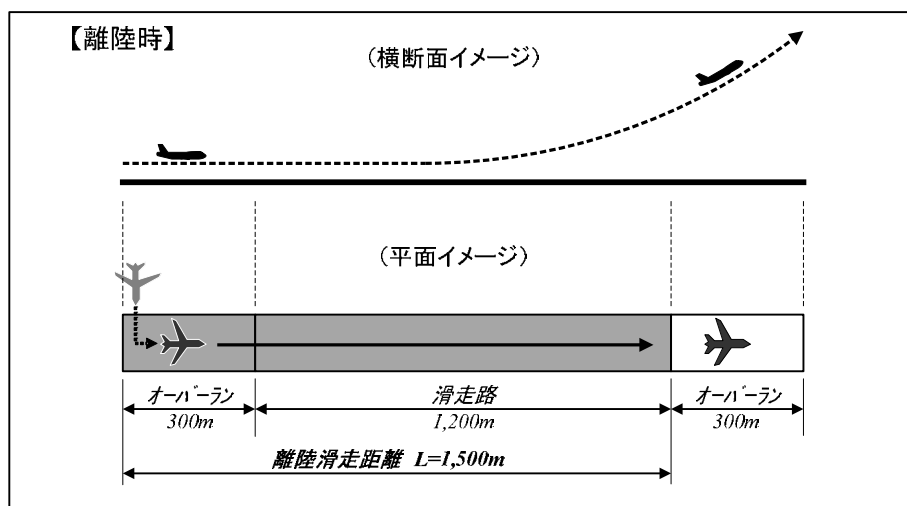 【離陸時】
（横断面イメージ）
（平面イメージ）
オーバーラン
300m
滑走路
1,200m
オーバーラン
300m
離陸滑走距離 L=1,500m